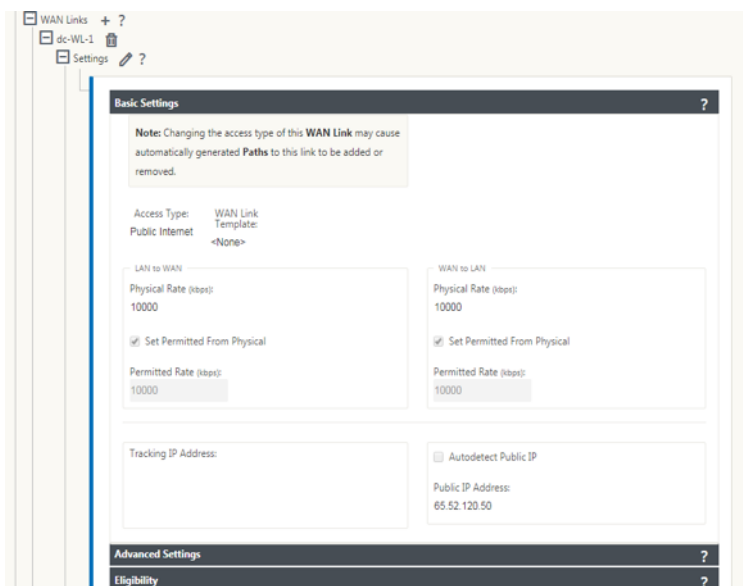 WAN Links + ?
dc-WL-1
Settings ?
Basic Settings ?
Note: Changing the access type of this WAN Link may cause
automatically generated Paths to this link to be added or
removed.
Access Type: WAN Link
Template:
Public Internet
<None>
LAN to WAN
Physical Rate (kbps):
10000
Set Permitted From Physical
Permitted Rate (kbps):
10000
WAN to LAN
Physical Rate (kbps):
10000
Set Permitted From Physical
Permitted Rate (kbps):
10000
Tracking IP Address:
Autodetect Public IP
Public IP Address:
65.52.120.50
Advanced Settings ?
Eligibility ?